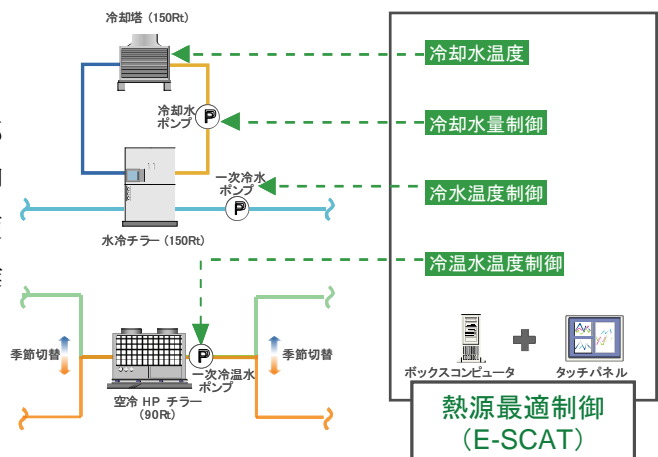 冷却塔 (150Rt)
冷却水温度
冷却水
ポンプ
P
冷却水量制御
一次冷水
ポンプ
P
冷水温度制御
水冷チラー (150Rt)
冷温水温度制御
季節切替
P
季節切替
一次冷温水
ポンプ
空冷 HP チラー
(90Rt)
ボックスコンピュータ
タッチパネル
熱源最適制御
(E-SCAT)